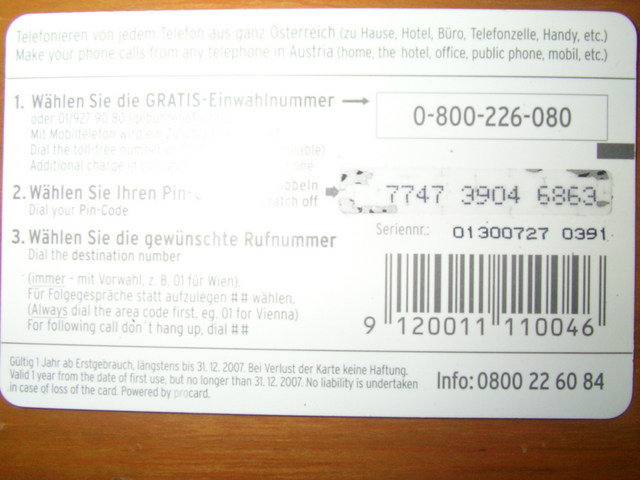 Telefonieren von jedem Telefon aus ganz Österreich (zu Hause, Hotel, Büro, Telefonzelle, Handy, etc.)
Make your phone calls from any telephone in Austria (home, the hotel, office, public phone, mobil, etc.)
1. Wählen Sie die GRATIS-Einwahlnummer
0-800-226-080
oder 01/927 90 80
Mit Mobiltelefon wird ein
Dial the toll free number
Additional charge in
2. Wählen Sie Ihren Pin-
Dial your Pin-Code
7747 3904 6863
Seriennr.: 01300727 0391
3. Wählen Sie die gewünschte Rufnummer
Dial the destination number
(immer - mit Vorwahl, z. B. 01 für Wien).
Für Folgegespräche statt aufzulegen ## wählen.
(Always dial the area code first, eg. 01 for Vienna)
For following call don´t hang up, dial ##
9 120011 110046
Gültig 1 Jahr ab Erstgebrauch, längstens bis 31. 12. 2007. Bei Verlust der Karte keine Haftung.
Valid 1 year from the date of first use, but no longer than 31. 12. 2007. No liability is undertaken
in case of loss of the card. Powered by procard.
Info: 0800 22 60 84